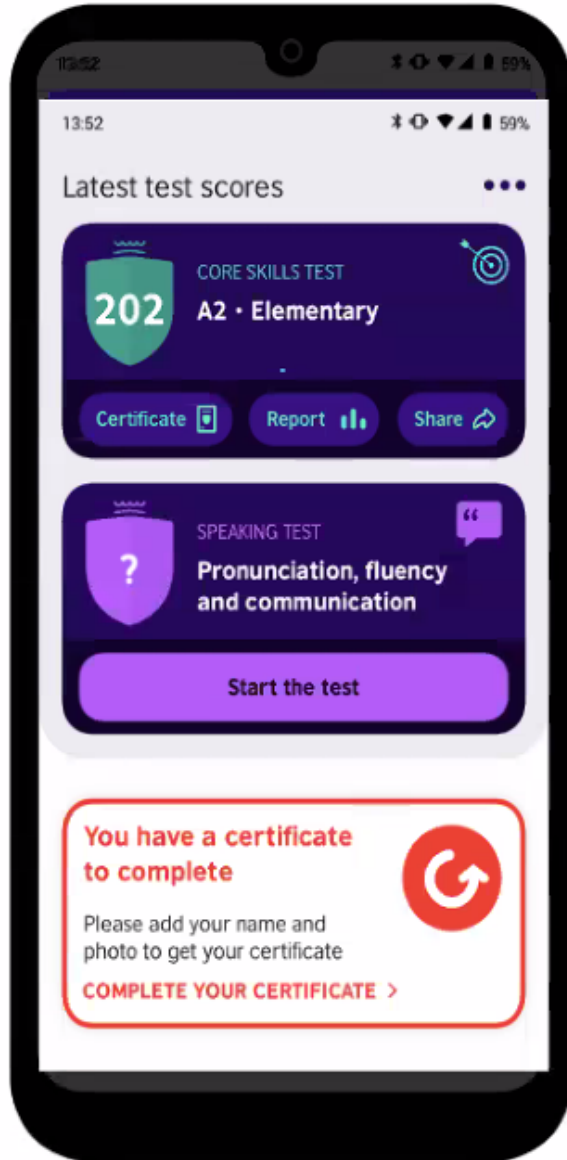 13:52 59%
13:52 59%
Latest test scores
202
CORE SKILLS TEST
A2 • Elementary
Certificate Report Share
?
SPEAKING TEST
“
Pronunciation, fluency
and communication
Start the test
You have a certificate
to complete
Please add your name and
photo to get your certificate
COMPLETE YOUR CERTIFICATE >